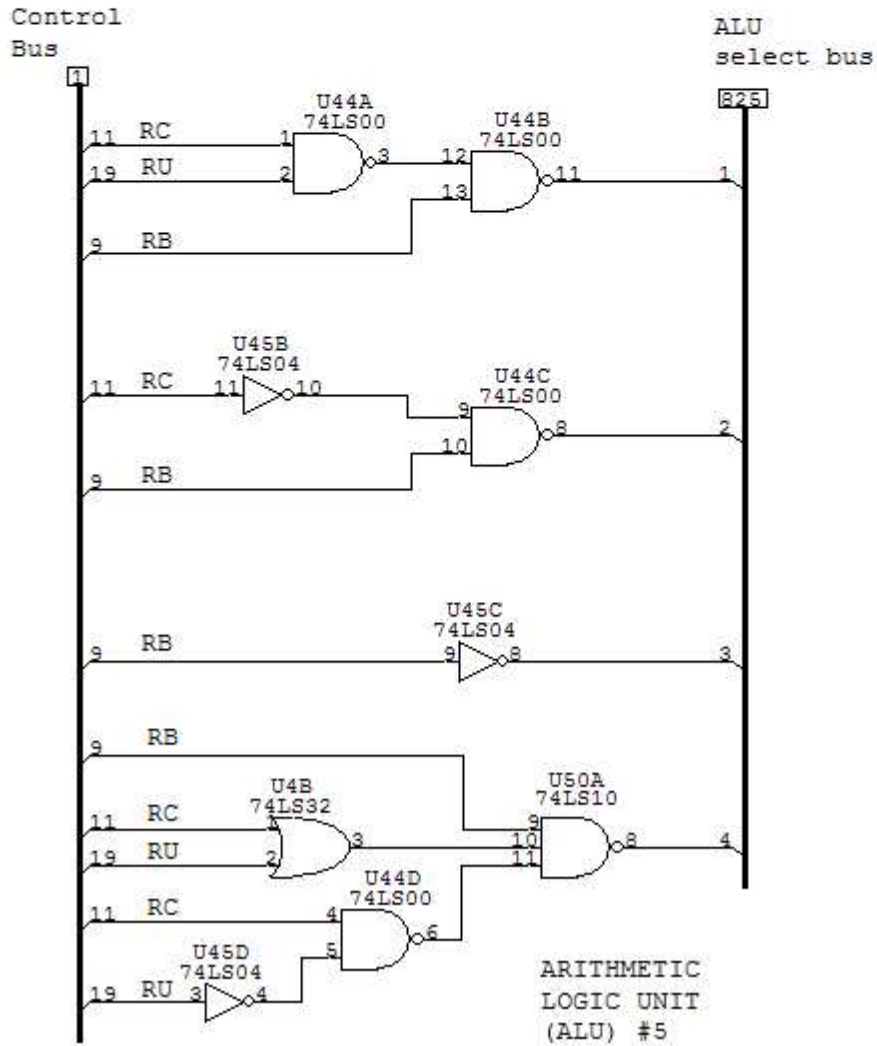 Control
Bus
1
ALU
select bus
825
U44A
74LS00
U44B
74LS00
11 RC 1
3 12
19 RU 2
13 11 1
9 RB
U45B
74LS04
U44C
74LS00
11 RC 11 10
9 8 2
10
9 RB
U45C
74LS04
9 RB 9 8 3
9 RB
U4B
74LS32
U50A
74LS10
11 RC 1
3 9
10 8 4
19 RU 2 11
U44D
74LS00
11 RC 4
6
5
U45D
74LS04
19 RU 3 4
ARITHMETIC
LOGIC UNIT
(ALU) #5